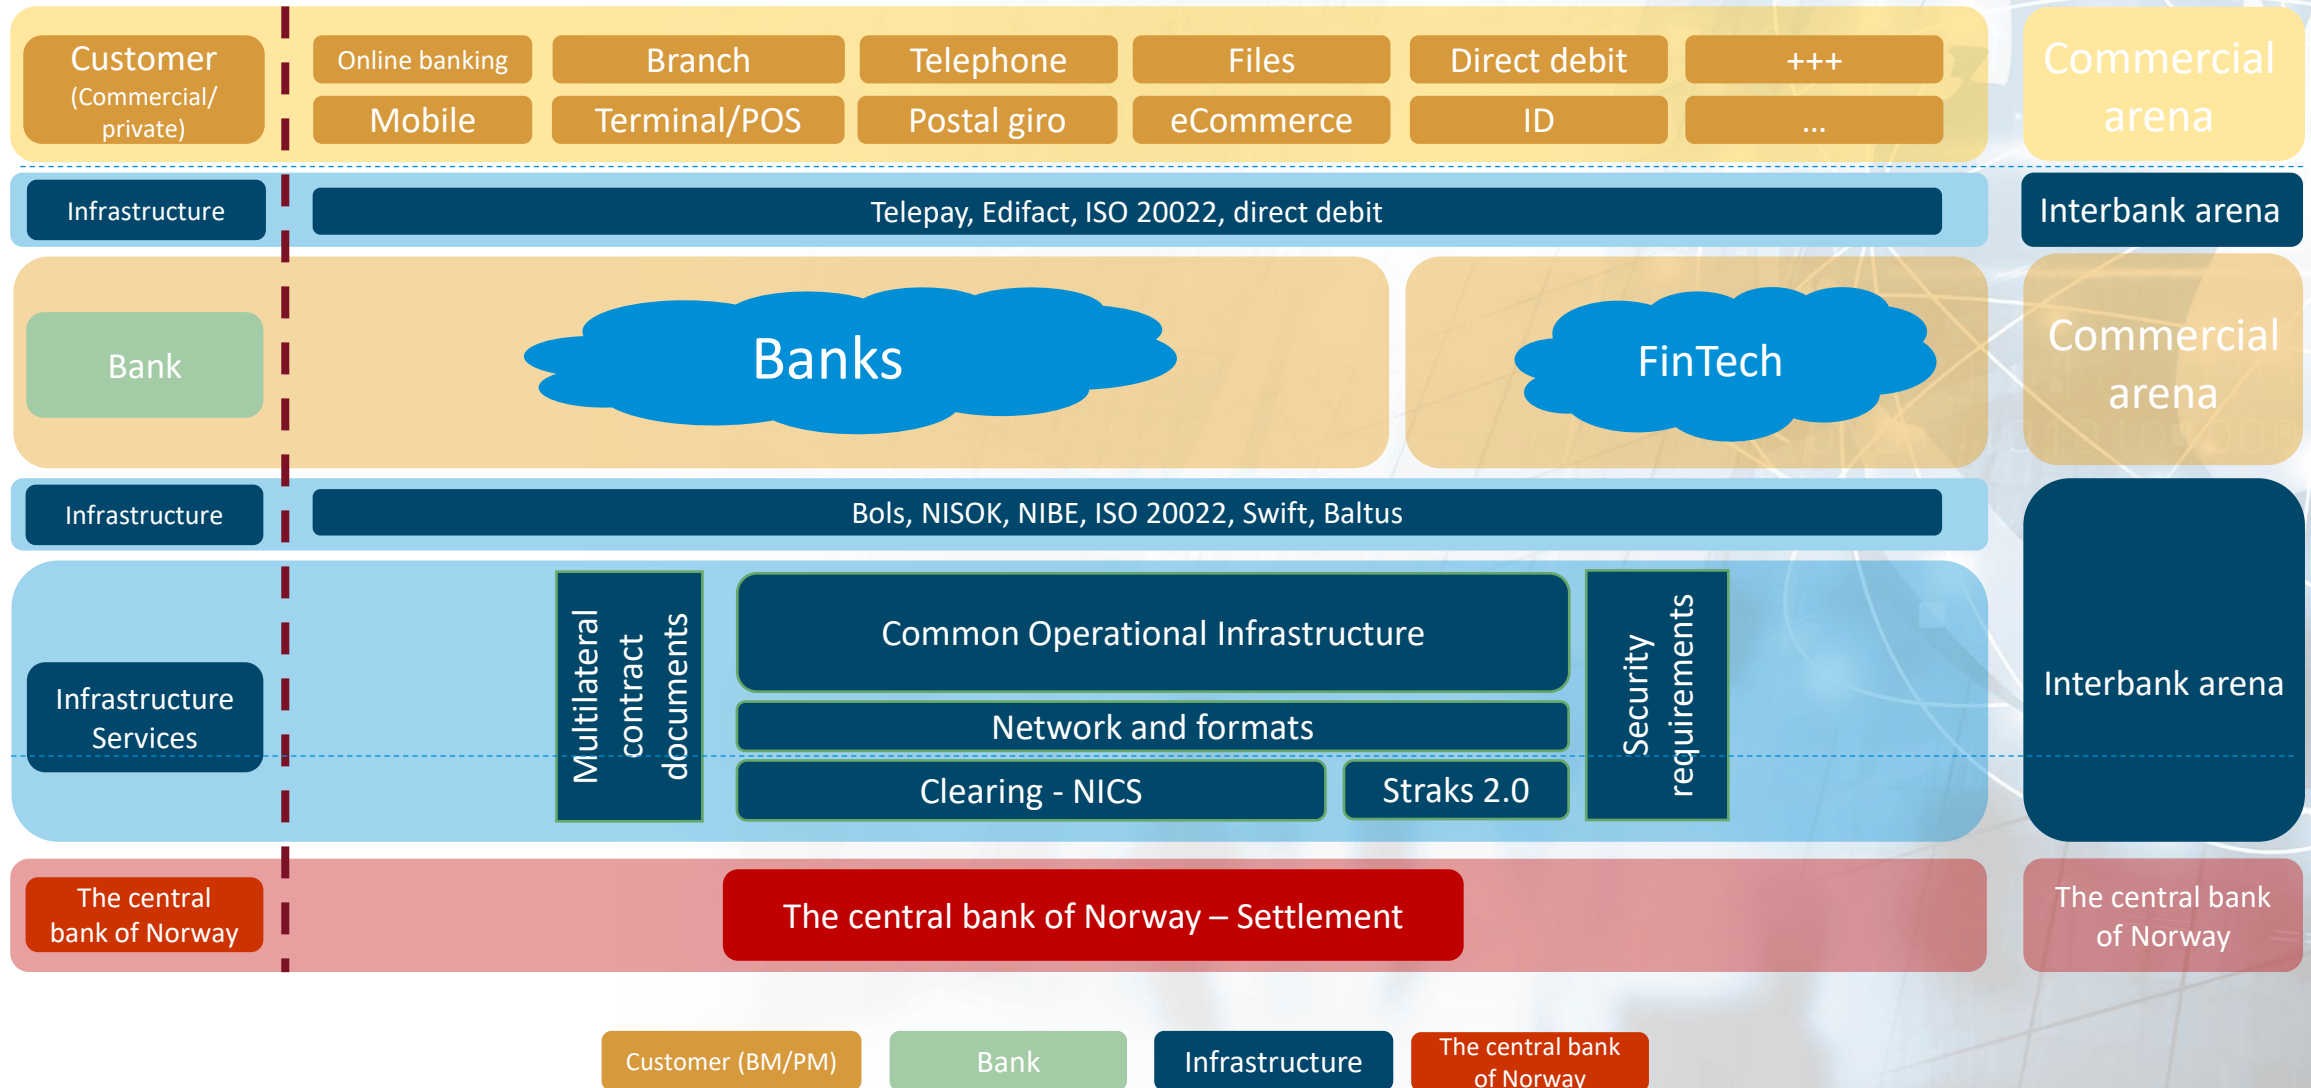 Customer
(Commercial/
private)
Online banking
Branch
Telephone
Files
Direct debit
+++
Mobile
Terminal/POS
Postal giro
eCommerce
ID
...
Commercial
arena
Infrastructure
Telepay, Edifact, ISO 20022, direct debit
Interbank arena
Bank
Banks
FinTech
Commercial
arena
Infrastructure
Bols, NISOK, NIBE, ISO 20022, Swift, Baltus
Infrastructure
Services
Multilateral
contract
documents
Common Operational Infrastructure
Network and formats
Clearing - NICS
Straks 2.0
Security
requirements
Interbank arena
The central
bank of Norway
The central bank of Norway – Settlement
The central bank
of Norway
Customer (BM/PM)
Bank
Infrastructure
The central bank
of Norway